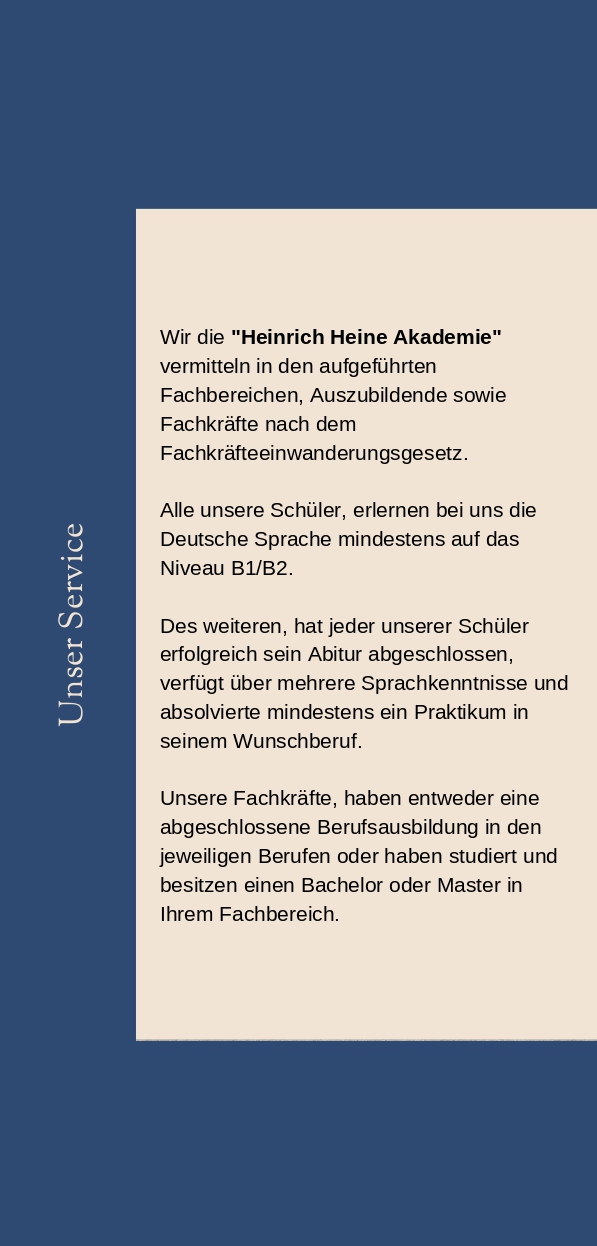 Unser Service
Wir die "Heinrich Heine Akademie"
vermitteln in den aufgeführten
Fachbereichen, Auszubildende sowie
Fachkräfte nach dem
Fachkräfteeinwanderungsgesetz.
Alle unsere Schüler, erlernen bei uns die
Deutsche Sprache mindestens auf das
Niveau B1/B2.
Des weiteren, hat jeder unserer Schüler
erfolgreich sein Abitur abgeschlossen,
verfügt über mehrere Sprachkenntnisse und
absolvierte mindestens ein Praktikum in
seinem Wunschberuf.
Unsere Fachkräfte, haben entweder eine
abgeschlossene Berufsausbildung in den
jeweiligen Berufen oder haben studiert und
besitzen einen Bachelor oder Master in
Ihrem Fachbereich.